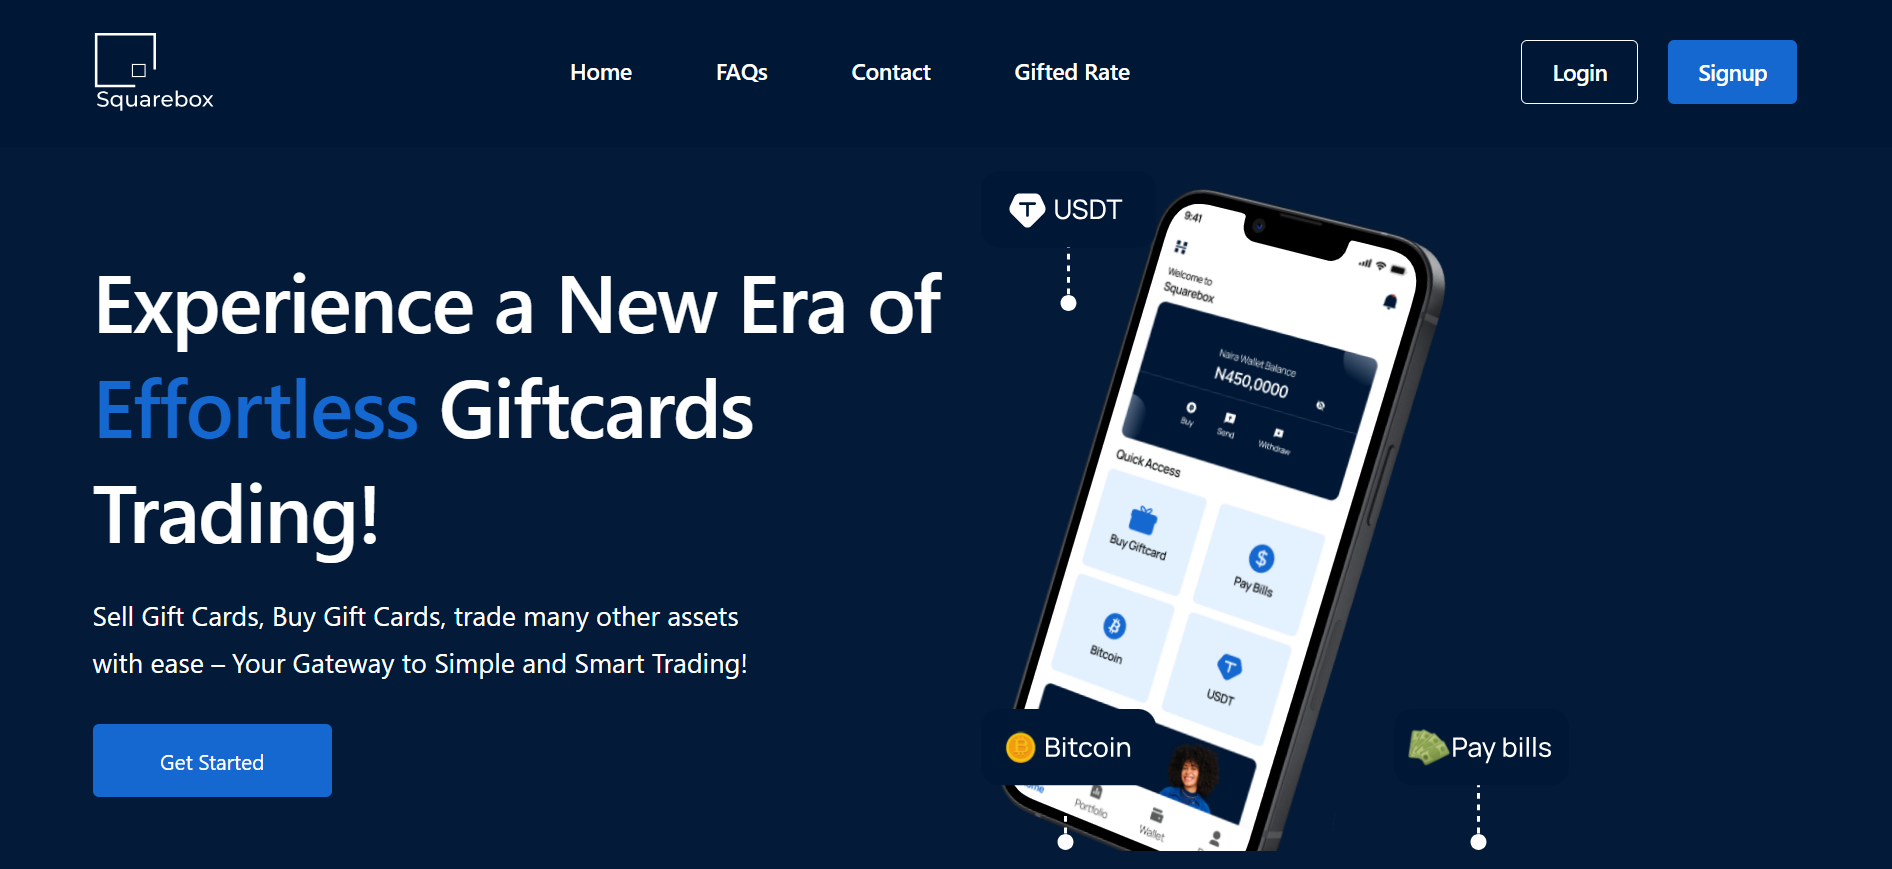 Squarebox
Home
FAQs
Contact
Gifted Rate
Login
Signup
Experience a New Era of
Effortless Giftcards
Trading!
Sell Gift Cards, Buy Gift Cards, trade many other assets
with ease – Your Gateway to Simple and Smart Trading!
Get Started
USDT
9:41
Welcome to
Squarebox
Naira Wallet Balance
N450,0000
Buy
Send
Withdraw
Quick Access
Buy Giftcard
Pay Bills
Bitcoin
USDT
Bitcoin
Pay bills
Portfolio
Wallet